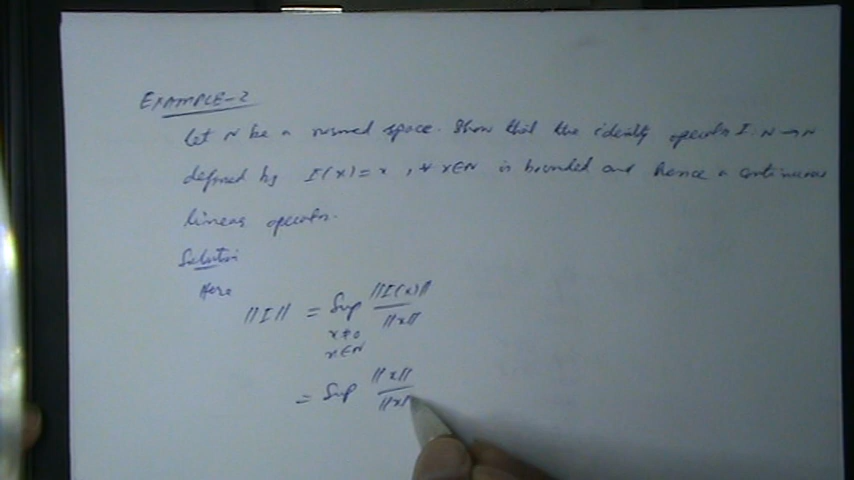 EXAMPLE-2
Let N be a normed space. Show that the identity operator I: N → N
defined by I(x) = x, ∀ x∈N is bounded and hence a continuous
linear operator.
Solution
Here
||I|| = Sup ||I(x)|| / ||x||
x≠0
x∈N
= Sup ||x|| / ||x||